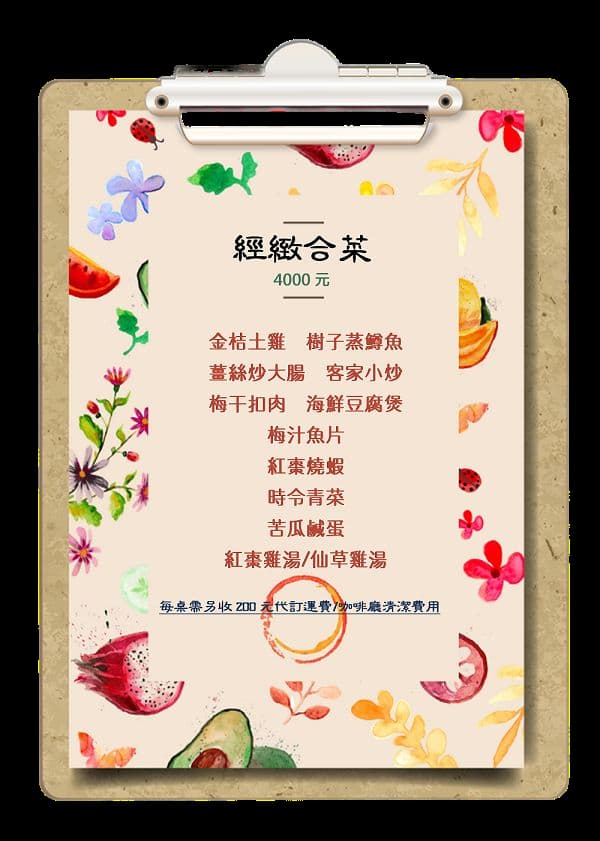 經緻合菜
4000 元
金桔土雞 樹子蒸鱒魚
薑絲炒大腸 客家小炒
梅干扣肉 海鮮豆腐煲
梅汁魚片
紅棗燒蝦
時令青菜
苦瓜鹹蛋
紅棗雞湯/仙草雞湯
每桌需另收 200 元代訂運費/咖啡廳清潔費用